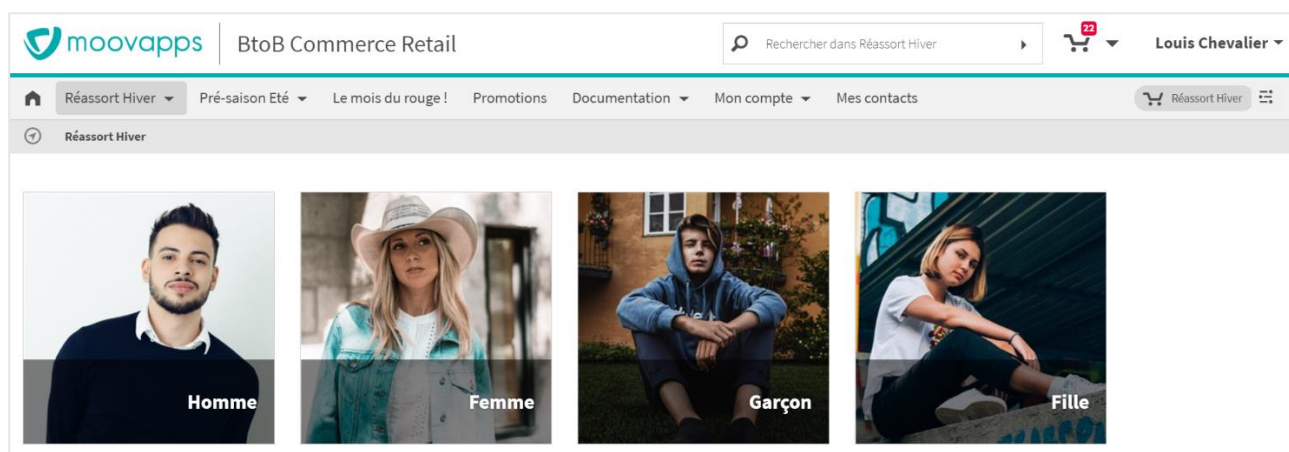 moovapps BtoB Commerce Retail Rechercher dans Réassort Hiver 22 Louis Chevalier
Réassort Hiver Pré-saison Eté Le mois du rouge ! Promotions Documentation Mon compte Mes contacts Réassort Hiver
Réassort Hiver
Homme Femme Garçon Fille